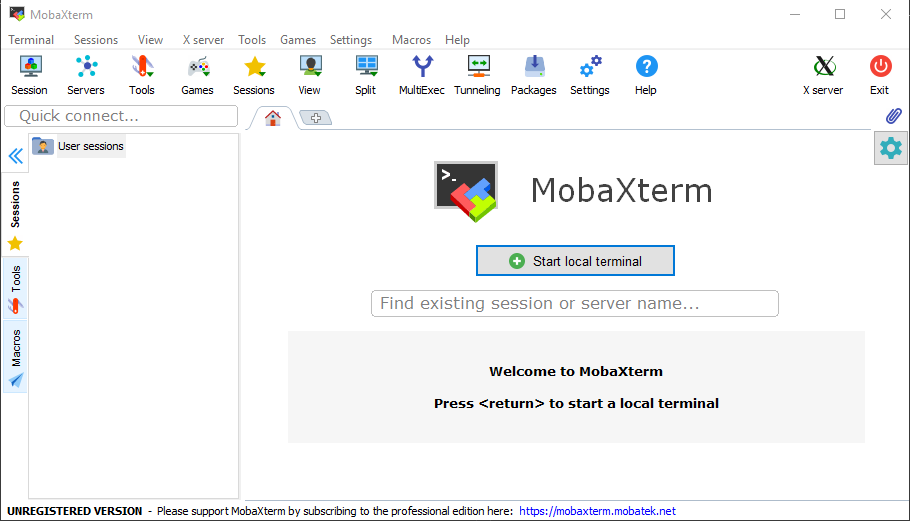 MobaXterm
Terminal Sessions View X server Tools Games Settings Macros Help
Session Servers Tools Games Sessions View Split MultiExec Tunneling Packages Settings Help X server Exit
Quick connect...
User sessions
Sessions
Tools
Macros
>_
MobaXterm
Start local terminal
Find existing session or server name...
Welcome to MobaXterm
Press <return> to start a local terminal
UNREGISTERED VERSION - Please support MobaXterm by subscribing to the professional edition here: https://mobaxterm.mobatek.net